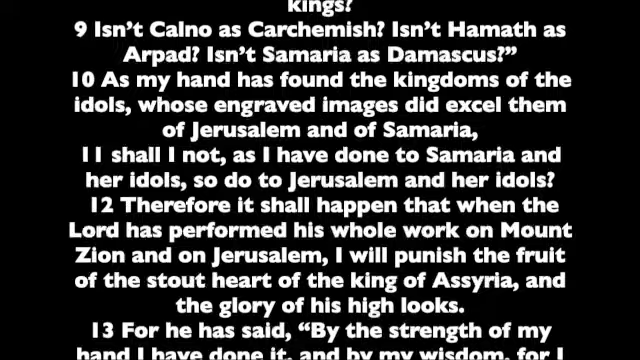 kings?
9 Isn't Calno as Carchemish? Isn't Hamath as
Arpad? Isn't Samaria as Damascus?"
10 As my hand has found the kingdoms of the
idols, whose engraved images did excel them
of Jerusalem and of Samaria,
11 shall I not, as I have done to Samaria and
her idols, so do to Jerusalem and her idols?
12 Therefore it shall happen that when the
Lord has performed his whole work on Mount
Zion and on Jerusalem, I will punish the fruit
of the stout heart of the king of Assyria, and
the glory of his high looks.
13 For he has said, "By the strength of my
hand I have done it, and by my wisdom, for I